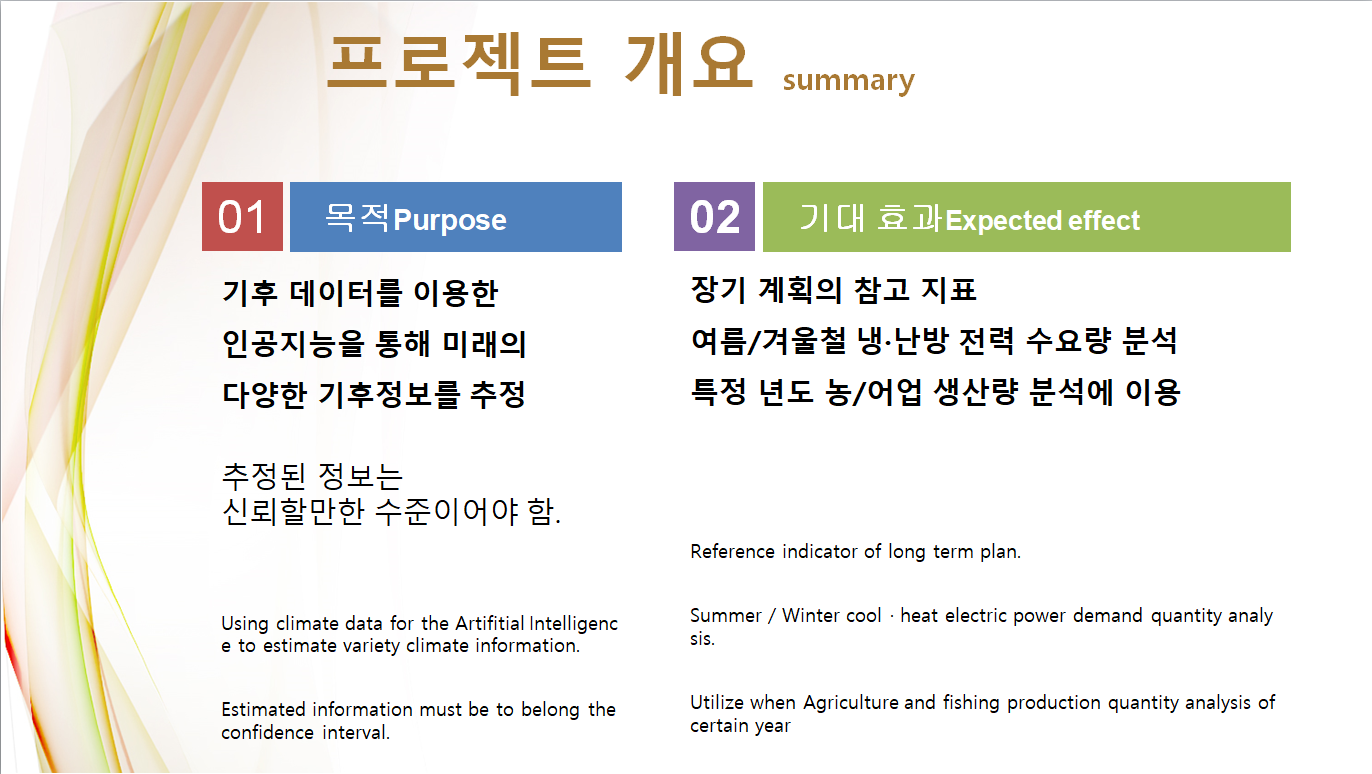 프로젝트 개요 summary
01 목적Purpose
기후 데이터를 이용한
인공지능을 통해 미래의
다양한 기후정보를 추정
추정된 정보는
신뢰할만한 수준이어야 함.
Using climate data for the Artifitial Intelligenc
e to estimate variety climate information.
Estimated information must be to belong the
confidence interval.
02 기대 효과Expected effect
장기 계획의 참고 지표
여름/겨울철 냉·난방 전력 수요량 분석
특정 년도 농/어업 생산량 분석에 이용
Reference indicator of long term plan.
Summer / Winter cool · heat electric power demand quantity analy
sis.
Utilize when Agriculture and fishing production quantity analysis of
certain year